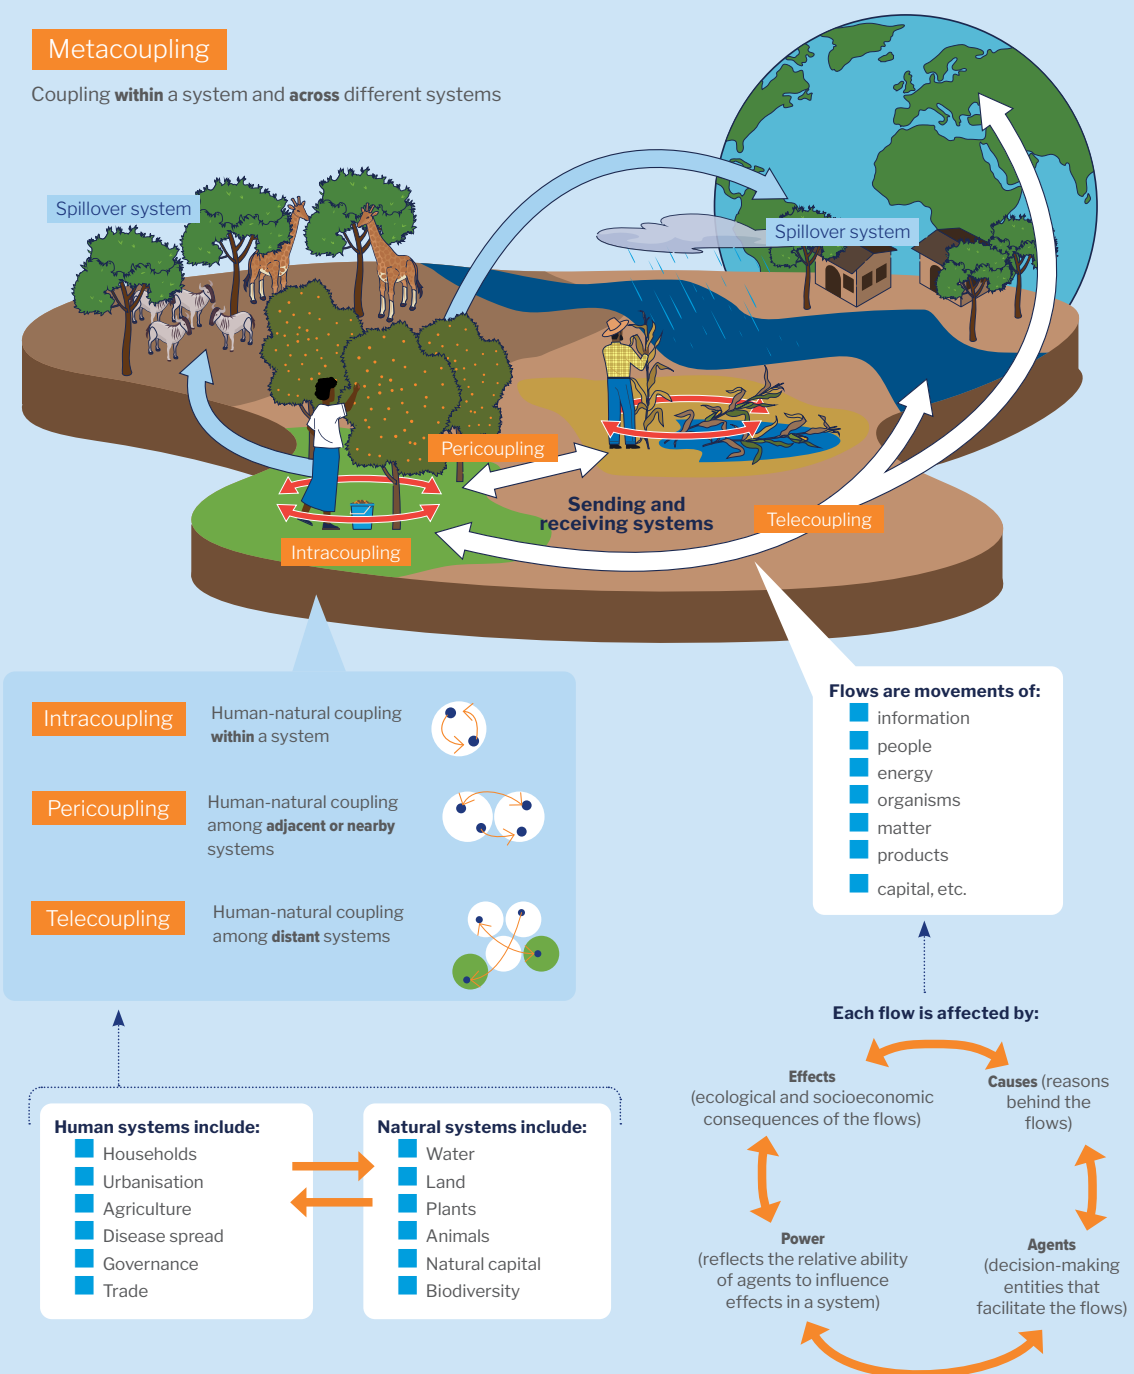 Metacoupling
Coupling within a system and across different systems
Spillover system
Spillover system
Pericoupling
Sending and
receiving systems
Telecoupling
Intracoupling
Intracoupling
Human-natural coupling
within a system
Pericoupling
Human-natural coupling
among adjacent or nearby
systems
Telecoupling
Human-natural coupling
among distant systems
Flows are movements of:
information
people
energy
organisms
matter
products
capital, etc.
Each flow is affected by:
Effects
(ecological and socioeconomic
consequences of the flows)
Causes (reasons
behind the
flows)
Power
(reflects the relative ability
of agents to influence
effects in a system)
Agents
(decision-making
entities that
facilitate the flows)
Human systems include:
Households
Urbanisation
Agriculture
Disease spread
Governance
Trade
Natural systems include:
Water
Land
Plants
Animals
Natural capital
Biodiversity